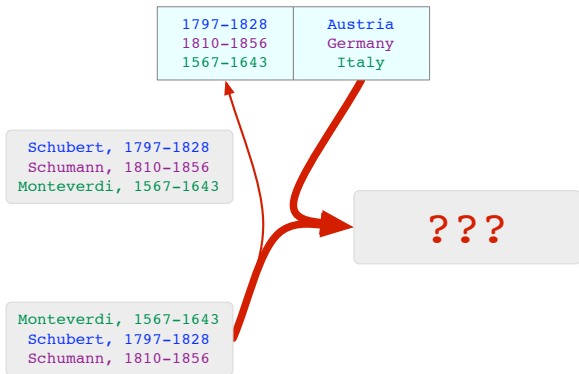 1797-1828 Austria
1810-1856 Germany
1567-1643 Italy
Schubert, 1797-1828
Schumann, 1810-1856
Monteverdi, 1567-1643
???
Monteverdi, 1567-1643
Schubert, 1797-1828
Schumann, 1810-1856